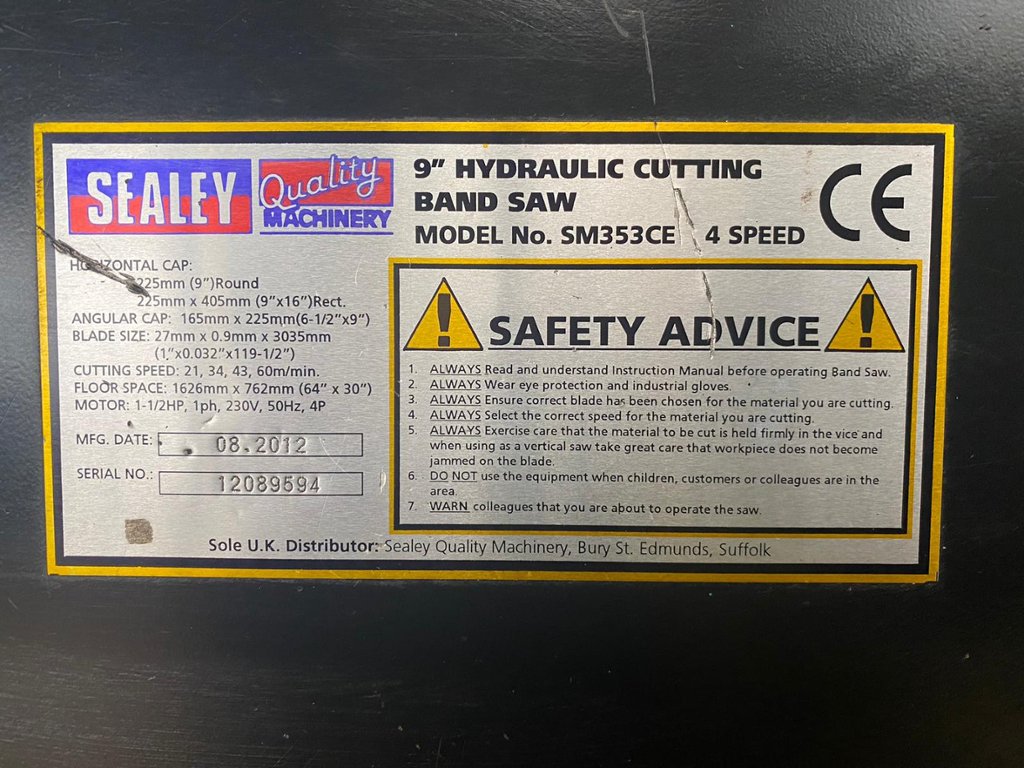 SEALEY
Quality
MACHINERY
9” HYDRAULIC CUTTING
BAND SAW
MODEL No. SM353CE 4 SPEED
CE
HORIZONTAL CAP:
225mm (9”)Round
225mm x 405mm (9”x16”)Rect.
ANGULAR CAP: 165mm x 225mm(6-1/2”x9”)
BLADE SIZE: 27mm x 0.9mm x 3035mm
(1,”x0.032”x119-1/2”)
CUTTING SPEED: 21, 34, 43, 60m/min.
FLOOR SPACE: 1626mm x 762mm (64” x 30”)
MOTOR: 1-1/2HP, 1ph, 230V, 50Hz, 4P
MFG. DATE: 08.2012
SERIAL NO.: 12089594
! SAFETY ADVICE !
1. ALWAYS Read and understand Instruction Manual before operating Band Saw.
2. ALWAYS Wear eye protection and industrial gloves.
3. ALWAYS Ensure correct blade has been chosen for the material you are cutting.
4. ALWAYS Select the correct speed for the material you are cutting.
5. ALWAYS Exercise care that the material to be cut is held firmly in the vice and
when using as a vertical saw take great care that workpiece does not become
jammed on the blade.
6. DO NOT use the equipment when children, customers or colleagues are in the
area.
7. WARN colleagues that you are about to operate the saw.
Sole U.K. Distributor: Sealey Quality Machinery, Bury St. Edmunds, Suffolk